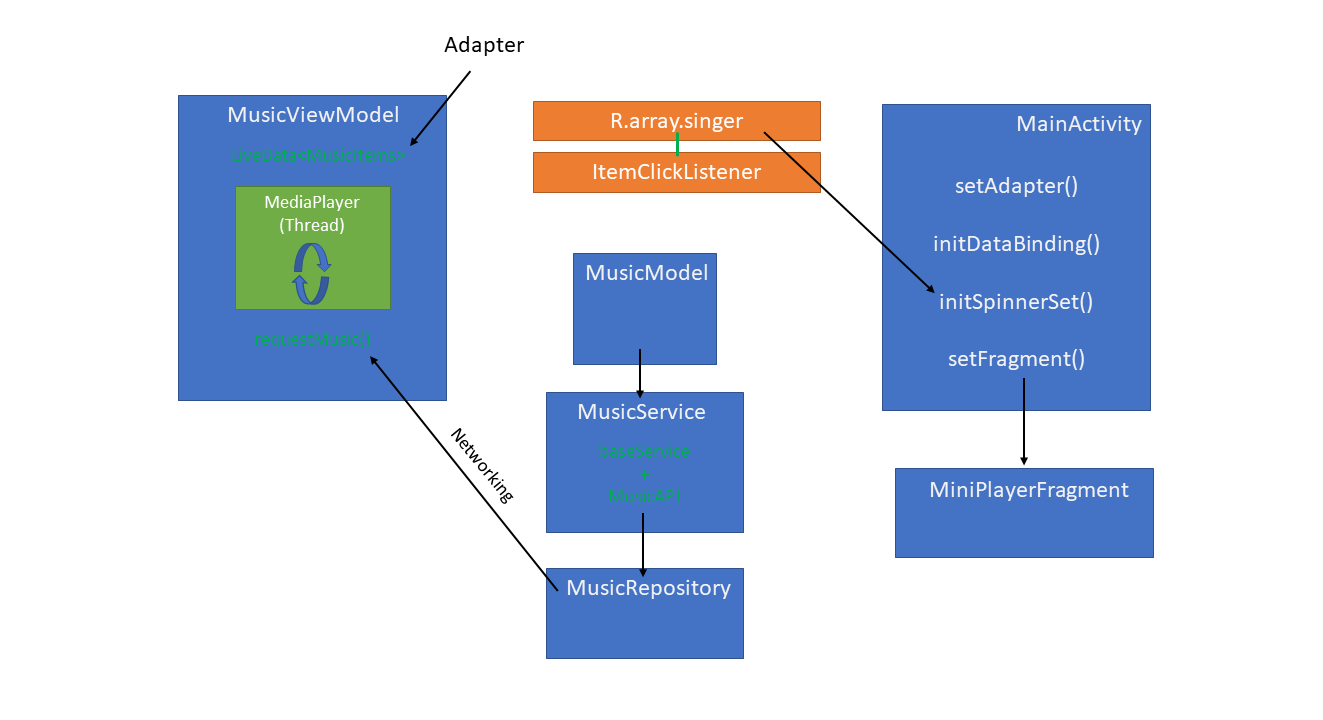 Adapter
MusicViewModel
LiveData<MusicItems>
MediaPlayer
(Thread)
requestMusic()
Networking
R.array.singer
ItemClickListener
MusicModel
MusicService
baseService
+
MusicAPI
MusicRepository
MainActivity
setAdapter()
initDataBinding()
initSpinnerSet()
setFragment()
MiniPlayerFragment